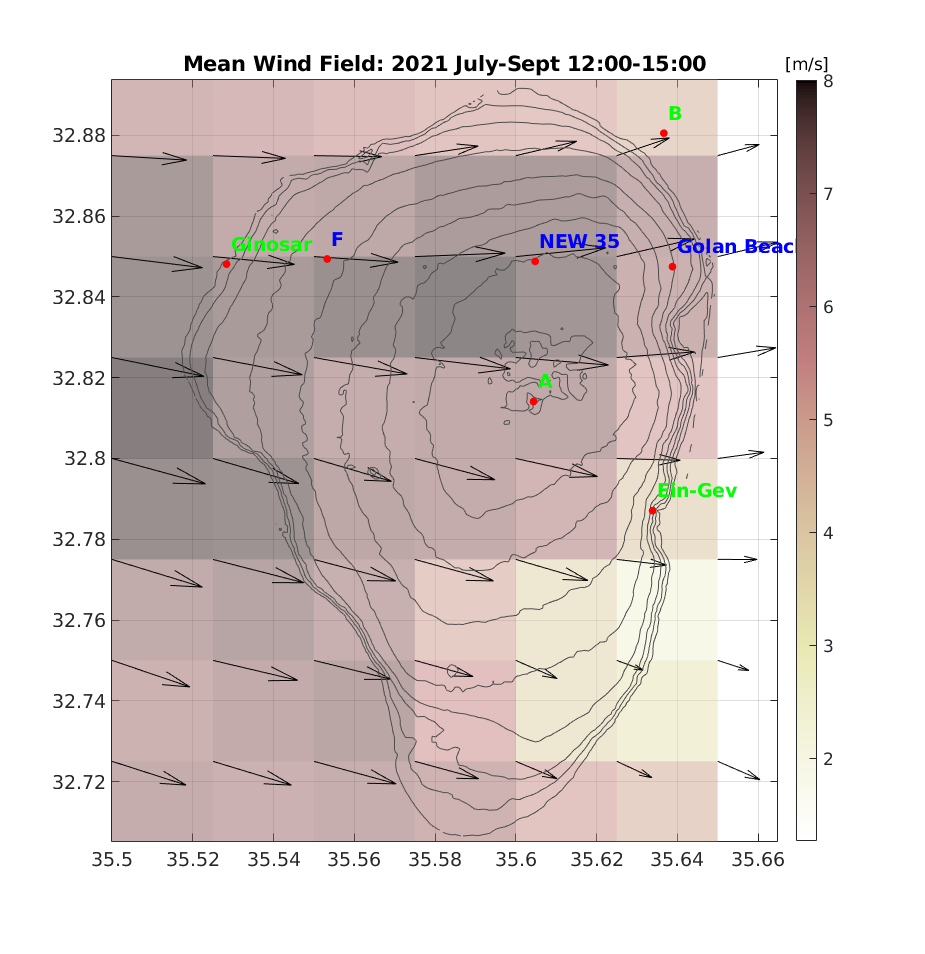 Mean Wind Field: 2021 July-Sept 12:00-15:00
[m/s]
8
7
6
5
4
3
2
32.88
32.86
32.84
32.82
32.8
32.78
32.76
32.74
32.72
B
Ginosar
F
NEW 35
Golan Beac
A
Ein-Gev
35.5
35.52
35.54
35.56
35.58
35.6
35.62
35.64
35.66